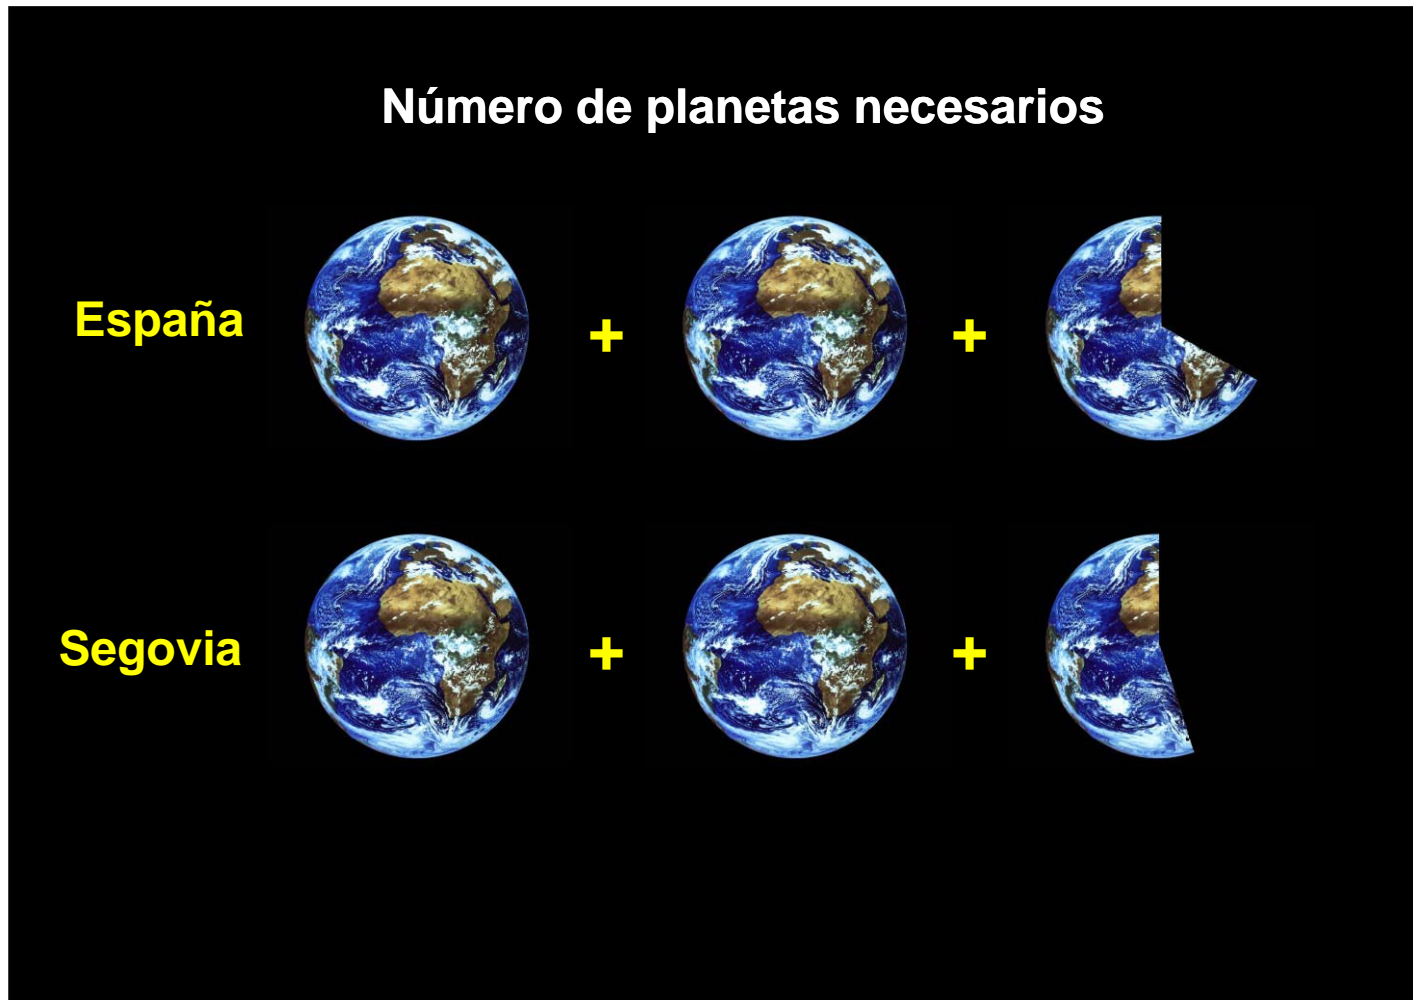 Número de planetas necesarios
España
+
+
Segovia
+
+